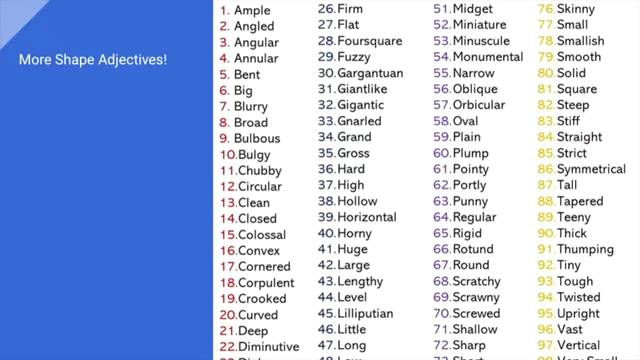 More Shape Adjectives!
1. Ample
2. Angled
3. Angular
4. Annular
5. Bent
6. Big
7. Blurry
8. Broad
9. Bulbous
10.Bulgy
11.Chubby
12.Circular
13.Clean
14.Closed
15.Colossal
16.Convex
17.Cornered
18.Corpulent
19.Crooked
20.Curved
21.Deep
22.Diminutive
26.Firm
27.Flat
28.Foursquare
29.Fuzzy
30.Gargantuan
31.Giantlike
32.Gigantic
33.Gnarled
34.Grand
35.Gross
36.Hard
37.High
38.Hollow
39.Horizontal
40.Horny
41.Huge
42.Large
43.Lengthy
44.Level
45.Lilliputian
46.Little
47.Long
51.Midget
52.Miniature
53.Minuscule
54.Monumental
55.Narrow
56.Oblique
57.Orbicular
58.Oval
59.Plain
60.Plump
61.Pointy
62.Portly
63.Punny
64.Regular
65.Rigid
66.Rotund
67.Round
68.Scratchy
69.Scrawny
70.Screwed
71.Shallow
72.Sharp
76.Skinny
77.Small
78.Smallish
79.Smooth
80.Solid
81.Square
82.Steep
83.Stiff
84.Straight
85.Strict
86.Symmetrical
87.Tall
88.Tapered
89.Teeny
90.Thick
91.Thumping
92.Tiny
93.Tough
94.Twisted
95.Upright
96.Vast
97.Vertical